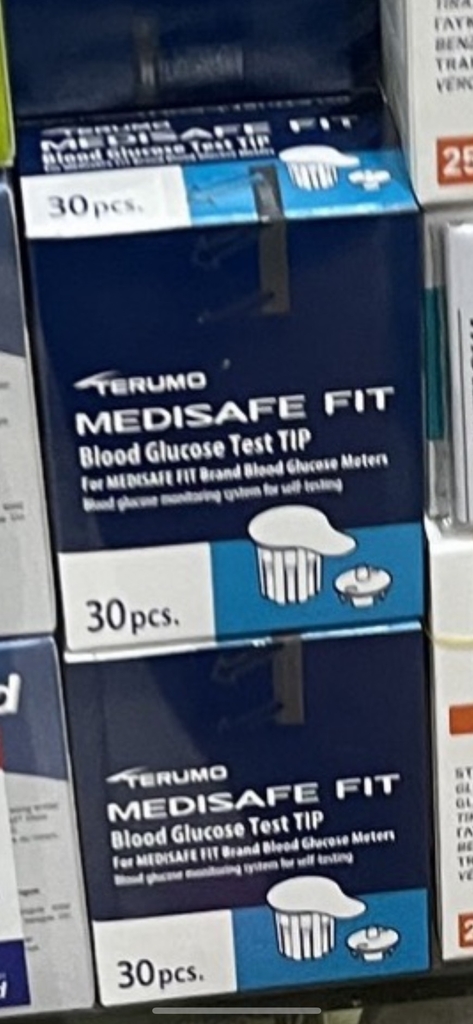 TERUMO
MEDISAFE FIT
Blood Glucose Test TIP
30pcs.
TERUMO
MEDISAFE FIT
Blood Glucose Test TIP
For MEDISAFE FIT Brand Blood Glucose Meters
Blood glucose monitoring system for self-testing
30pcs.
TERUMO
MEDISAFE FIT
Blood Glucose Test TIP
For MEDISAFE FIT Brand Blood Glucose Meters
Blood glucose monitoring system for self-testing
30pcs.
25